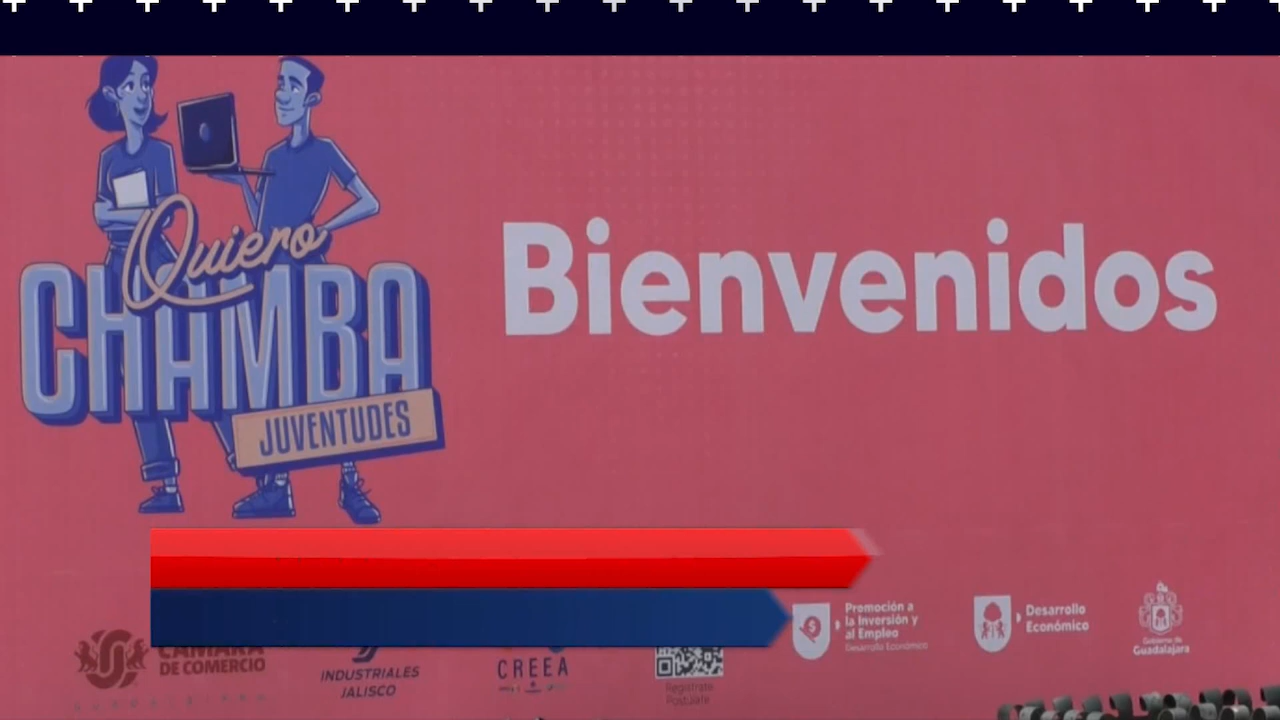 Quiero
CHAMBA
JUVENTUDES
Bienvenidos
CÁMARA
DE COMERCIO
INDUSTRIALES
JALISCO
CREEA
Regístrate
Postúlate
Promoción a
la Inversión y
al Empleo
Desarrollo Económico
Desarrollo
Económico
Gobierno de
Guadalajara